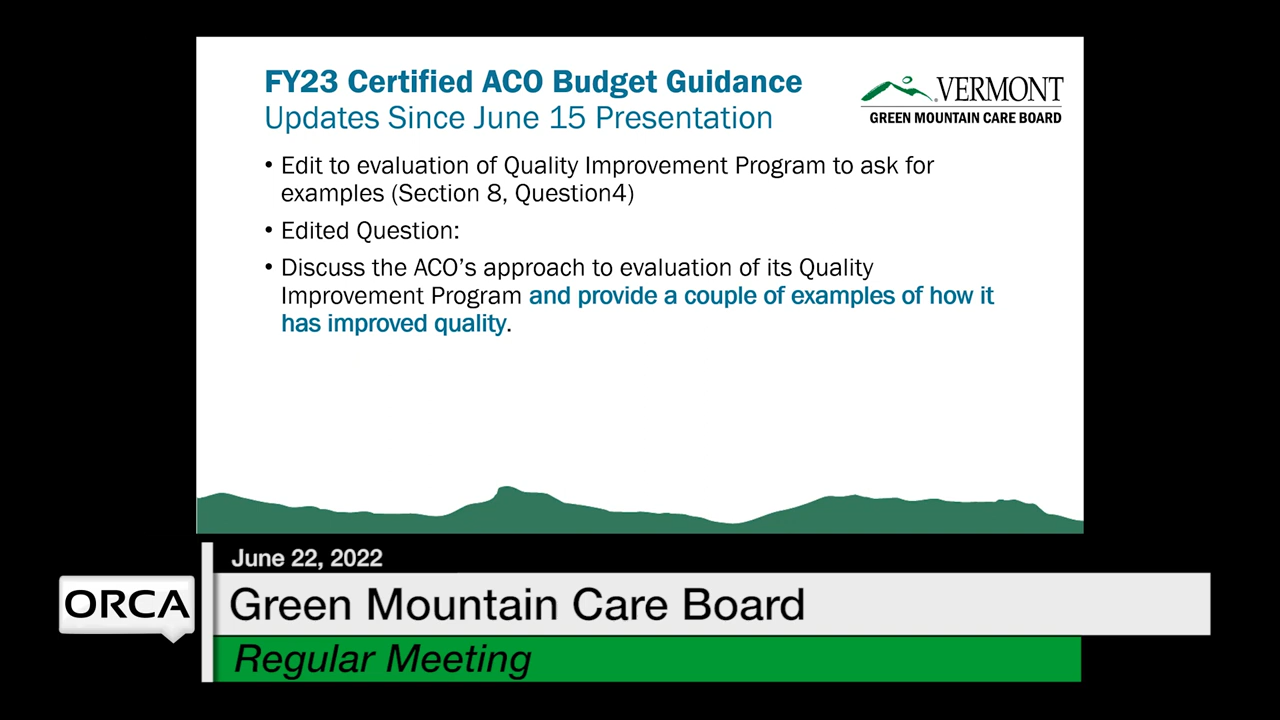 FY23 Certified ACO Budget Guidance
Updates Since June 15 Presentation
VERMONT
GREEN MOUNTAIN CARE BOARD
• Edit to evaluation of Quality Improvement Program to ask for
examples (Section 8, Question4)
• Edited Question:
• Discuss the ACO’s approach to evaluation of its Quality
Improvement Program and provide a couple of examples of how it
has improved quality.
June 22, 2022
ORCA
Green Mountain Care Board
Regular Meeting